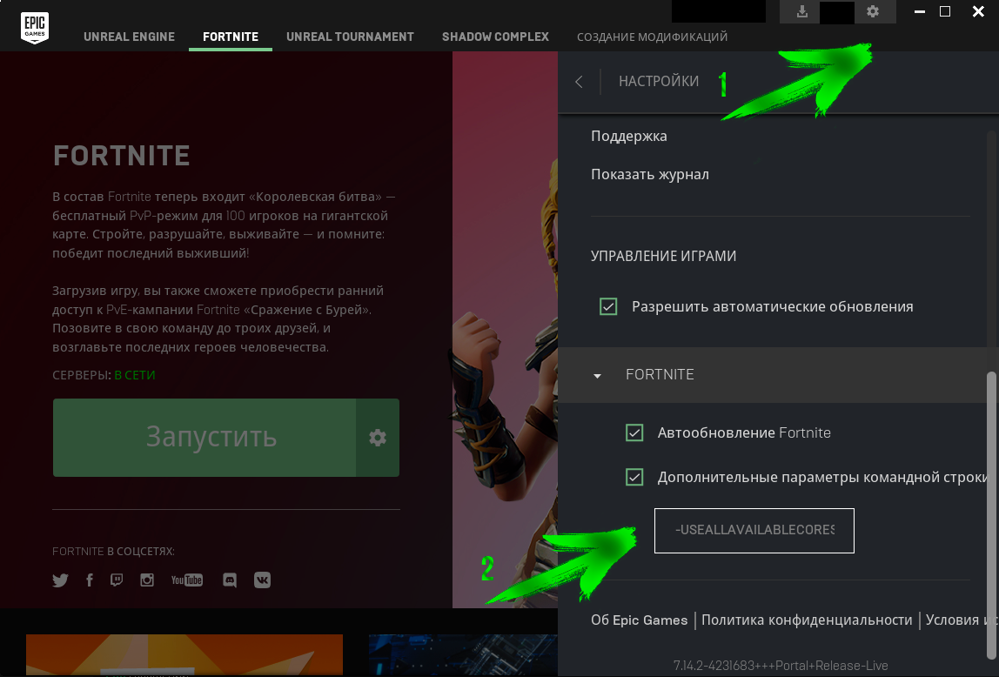 EPIC
GAMES
UNREAL ENGINE
FORTNITE
UNREAL TOURNAMENT
SHADOW COMPLEX
СОЗДАНИЕ МОДИФИКАЦИЙ
НАСТРОЙКИ
1
Поддержка
Показать журнал
УПРАВЛЕНИЕ ИГРАМИ
Разрешить автоматические обновления
FORTNITE
Автообновление Fortnite
Дополнительные параметры командной строки
-USEALLAVAILABLECORES
2
Об Epic Games | Политика конфиденциальности | Условия
7.14.2-4231683+++Portal+Release-Live
FORTNITE
В состав Fortnite теперь входит «Королевская битва» —
бесплатный PvP-режим для 100 игроков на гигантской
карте. Стройте, разрушайте, выживайте — и помните:
победит последний выживший!
Загрузив игру, вы также сможете приобрести ранний
доступ к PvE-кампании Fortnite «Сражение с Бурей».
Позовите в свою команду до троих друзей, и
возглавьте последних героев человечества.
СЕРВЕРЫ: В СЕТИ
Запустить
FORTNITE В СОЦСЕТЯХ:
You Tube